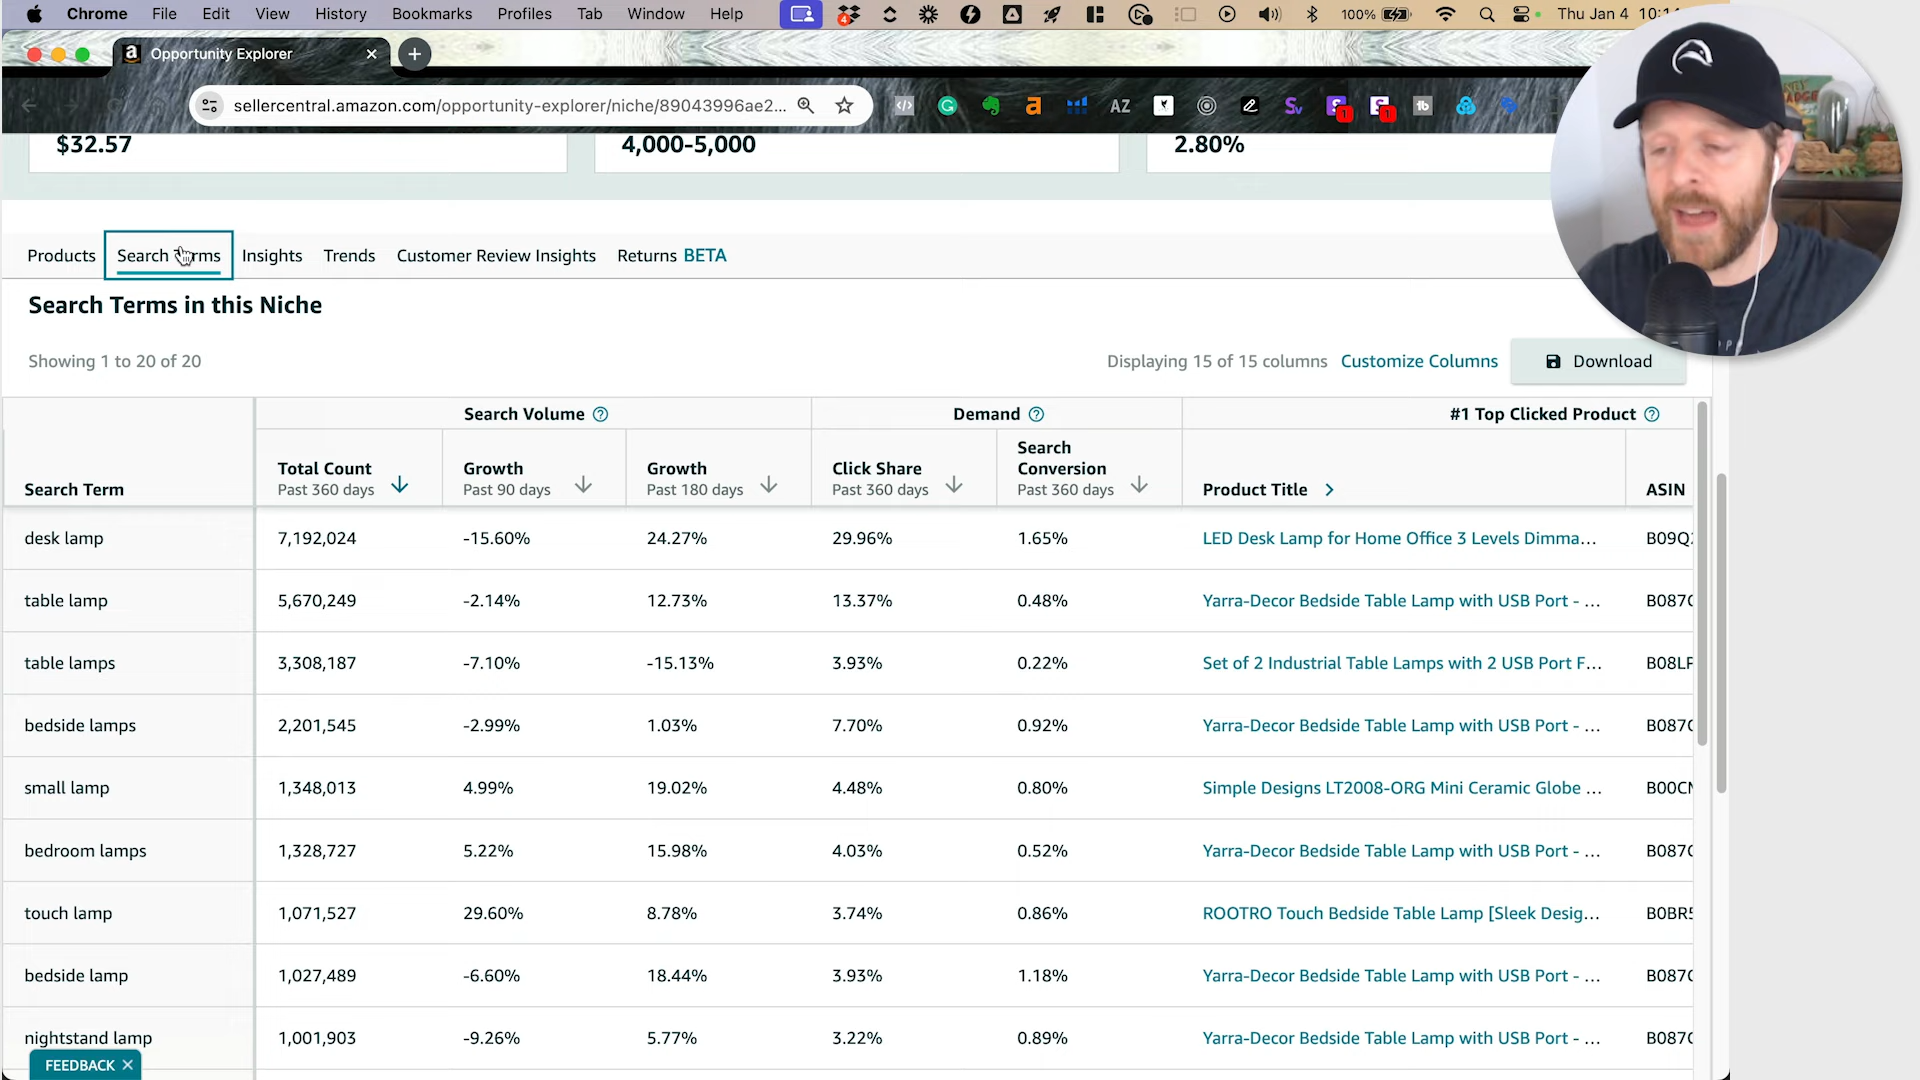 Chrome File Edit View History Bookmarks Profiles Tab Window Help 4 100% Thu Jan 4
Opportunity Explorer
sellercentral.amazon.com/opportunity-explorer/niche/89043996ae2... AZ 1 1 tb
$32.57 4,000-5,000 2.80%
Products Search Terms Insights Trends Customer Review Insights Returns BETA
Search Terms in this Niche
Showing 1 to 20 of 20 Displaying 15 of 15 columns Customize Columns Download
Search Volume Demand #1 Top Clicked Product
Search Term Total Count Past 360 days Growth Past 90 days Growth Past 180 days Click Share Past 360 days Search Conversion Past 360 days Product Title ASIN
desk lamp 7,192,024 -15.60% 24.27% 29.96% 1.65% LED Desk Lamp for Home Office 3 Levels Dimma... B09Q
table lamp 5,670,249 -2.14% 12.73% 13.37% 0.48% Yarra-Decor Bedside Table Lamp with USB Port - ... B087
table lamps 3,308,187 -7.10% -15.13% 3.93% 0.22% Set of 2 Industrial Table Lamps with 2 USB Port F... B08LF
bedside lamps 2,201,545 -2.99% 1.03% 7.70% 0.92% Yarra-Decor Bedside Table Lamp with USB Port - ... B087
small lamp 1,348,013 4.99% 19.02% 4.48% 0.80% Simple Designs LT2008-ORG Mini Ceramic Globe ... B00C
bedroom lamps 1,328,727 5.22% 15.98% 4.03% 0.52% Yarra-Decor Bedside Table Lamp with USB Port - ... B087
touch lamp 1,071,527 29.60% 8.78% 3.74% 0.86% ROOTRO Touch Bedside Table Lamp [Sleek Desig... B0BR
bedside lamp 1,027,489 -6.60% 18.44% 3.93% 1.18% Yarra-Decor Bedside Table Lamp with USB Port - ... B087
nightstand lamp 1,001,903 -9.26% 5.77% 3.22% 0.89% Yarra-Decor Bedside Table Lamp with USB Port - ... B087
FEEDBACK